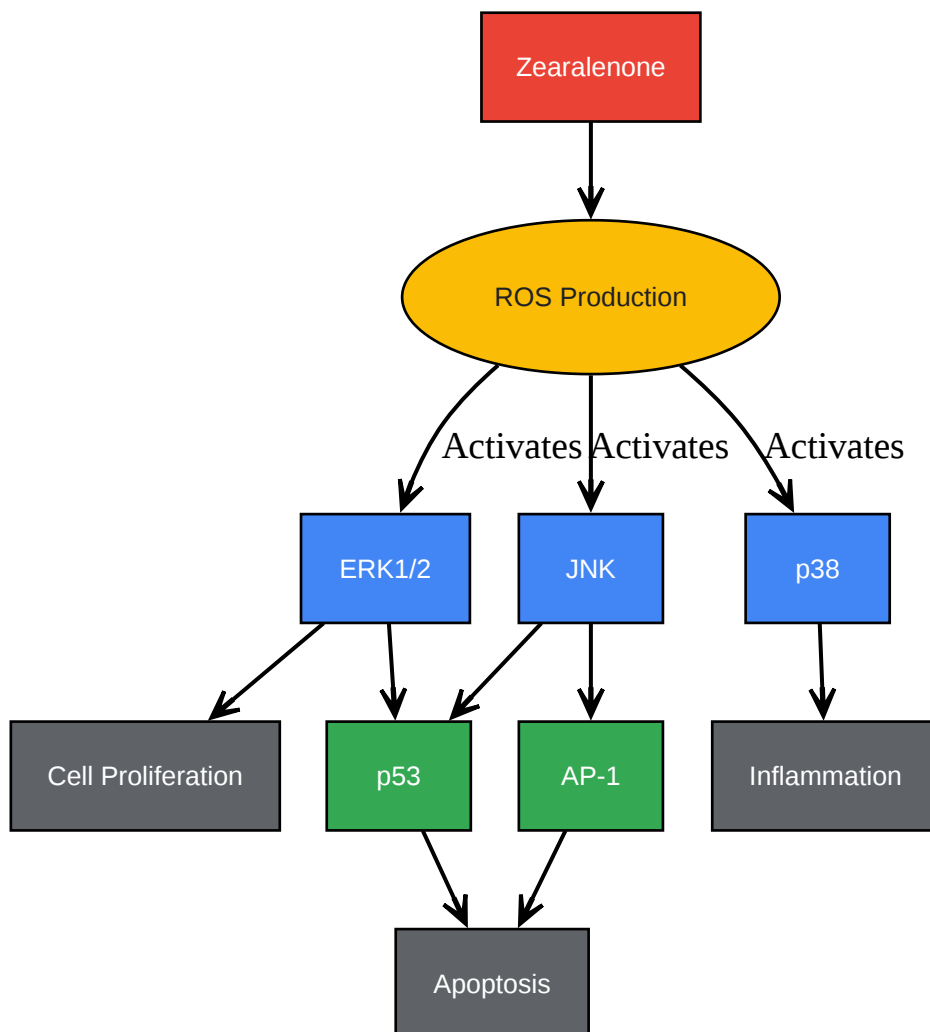 Zearalenone
ROS Production
Activates
Activates
Activates
ERK1/2
JNK
p38
Cell Proliferation
p53
AP-1
Inflammation
Apoptosis